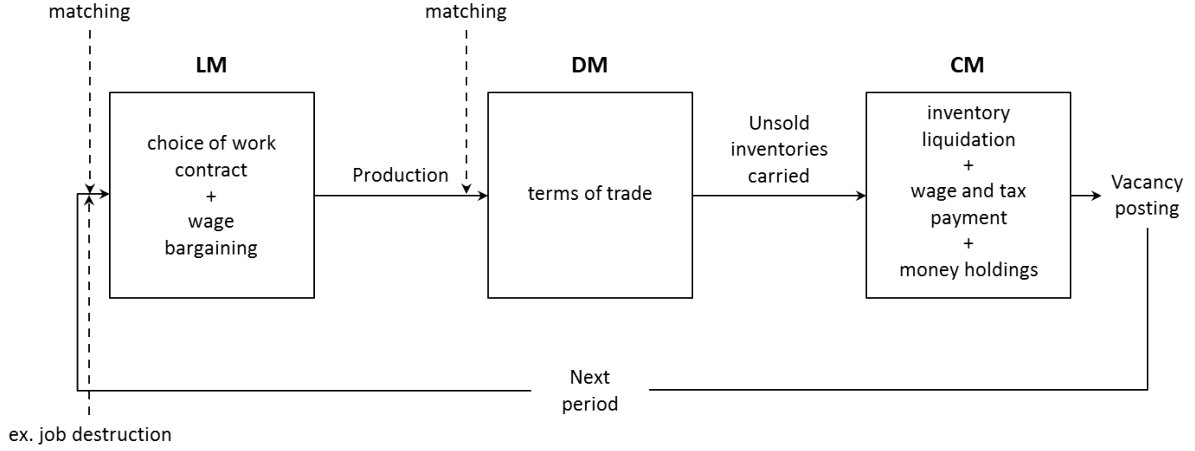 matching
matching
LM
DM
CM
choice of work
contract
+
wage
bargaining
Production
terms of trade
Unsold
inventories
carried
inventory
liquidation
+
wage and tax
payment
+
money holdings
Vacancy
posting
Next
period
ex. job destruction